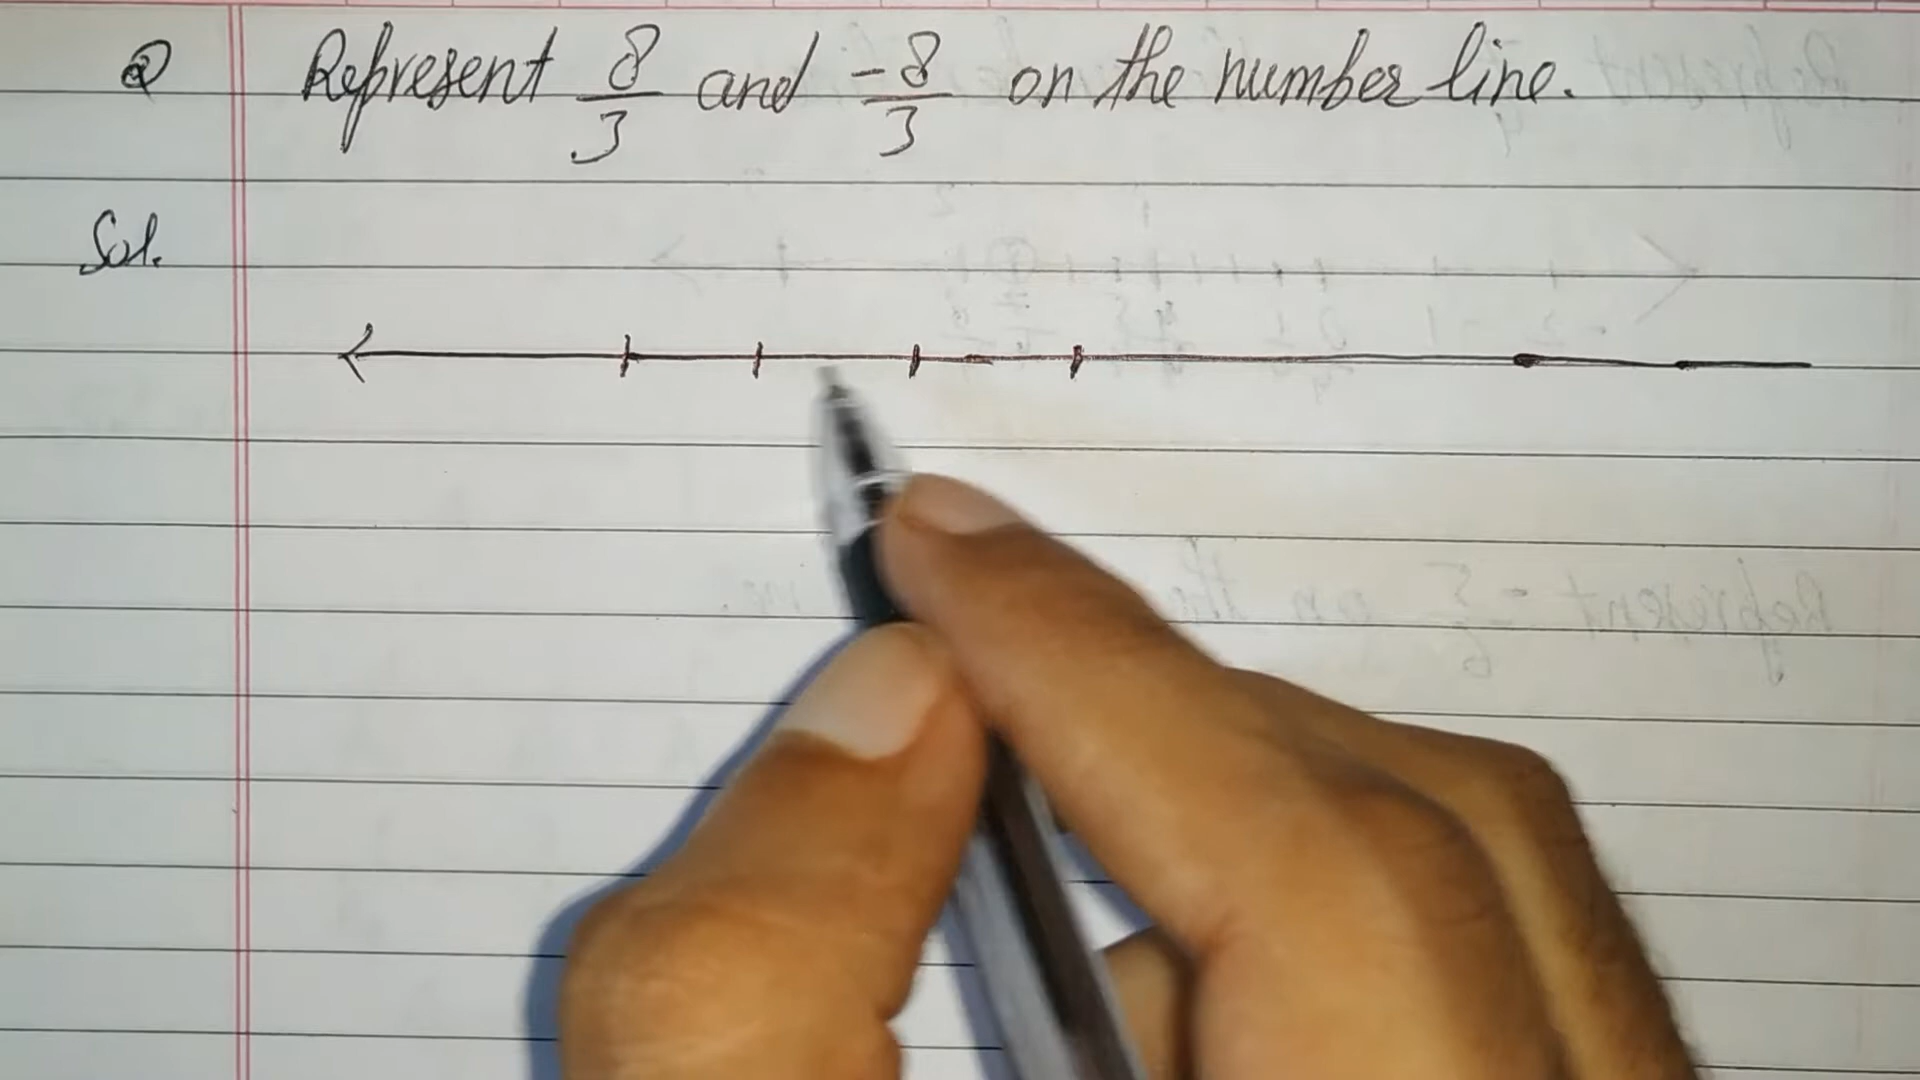 Q Represent 8/3 and -8/3 on the number line.
Sol.